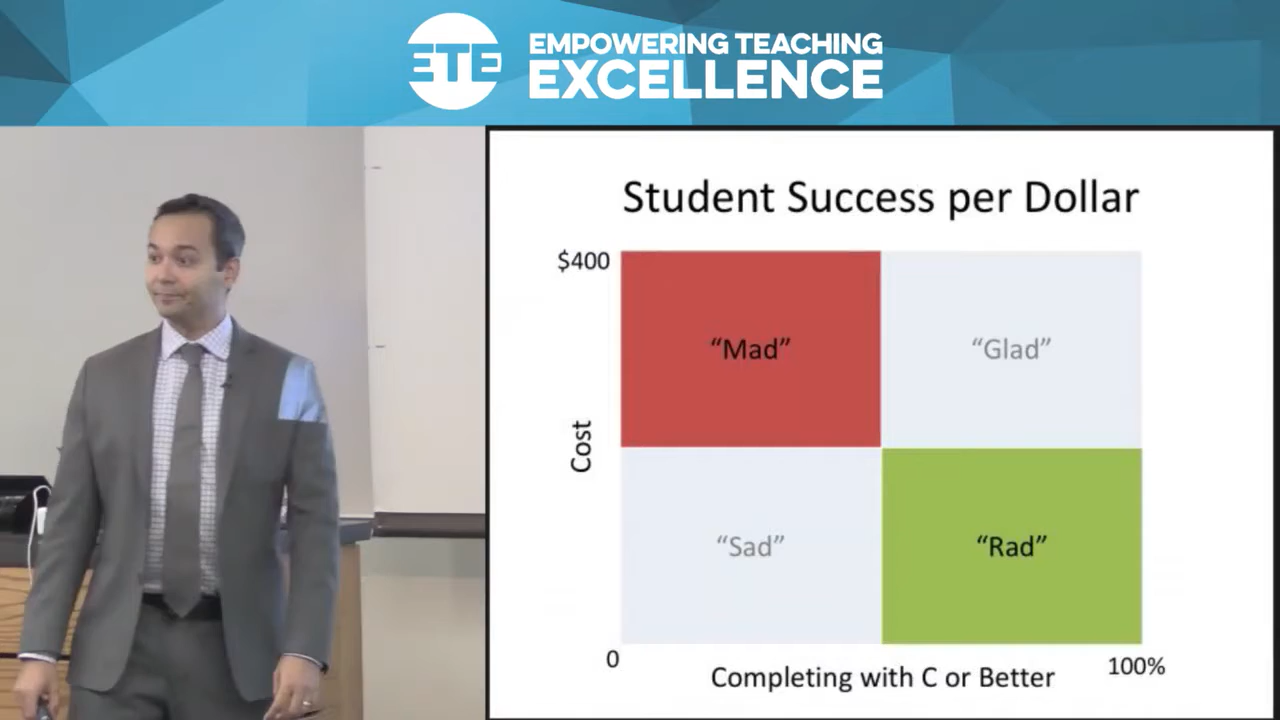 ETE
EMPOWERING TEACHING
EXCELLENCE
Student Success per Dollar
$400
“Mad”
“Glad”
Cost
“Sad”
“Rad”
0
100%
Completing with C or Better